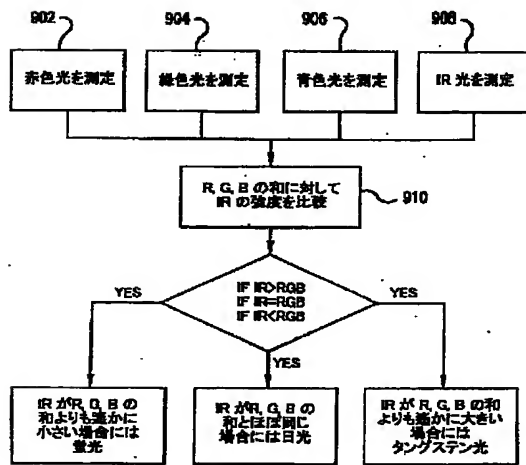 902
904
906
908
赤色光を測定
緑色光を測定
青色光を測定
IR 光を測定
R, G, B の和に対して
IR の強度を比較
910
IF IR>RGB
IF IR=RGB
IF IR<RGB
YES
YES
YES
IR がR, G, B の
和よりも遥かに
小さい場合には
蛍光
IR がR, G, B の
和とほぼ同じ
場合には日光
IR が R, G, B の和
よりも遥かに大きい
場合には
タングステン光